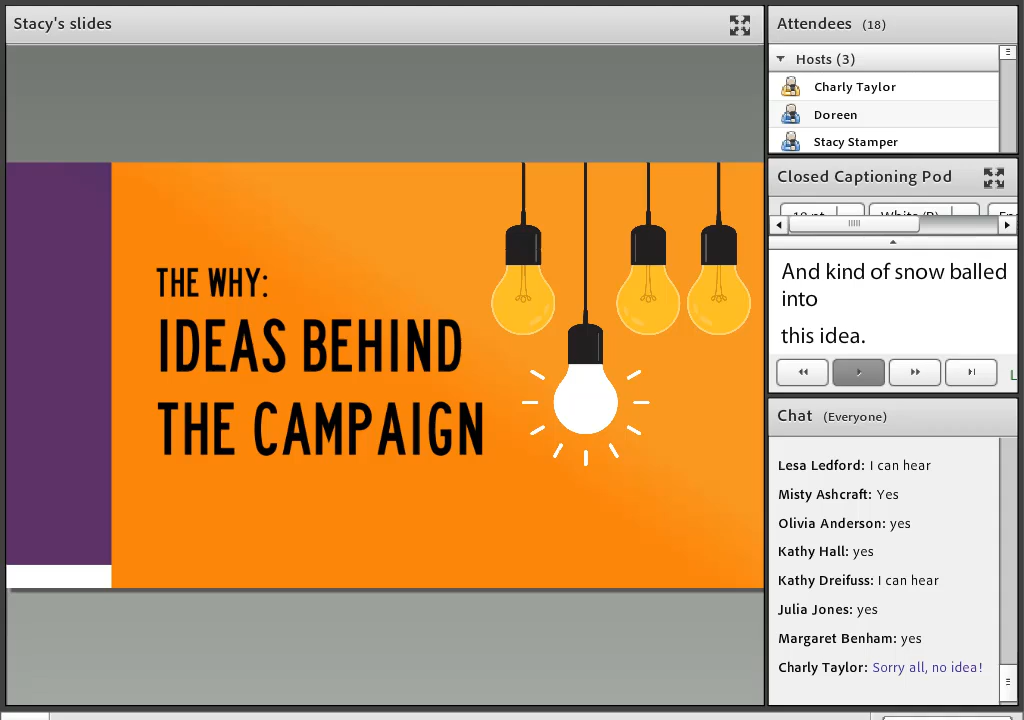 Stacy's slides
THE WHY:
IDEAS BEHIND
THE CAMPAIGN
Attendees (18)
Hosts (3)
Charly Taylor
Doreen
Stacy Stamper
Closed Captioning Pod
And kind of snow balled
into
this idea.
Chat (Everyone)
Lesa Ledford: I can hear
Misty Ashcraft: Yes
Olivia Anderson: yes
Kathy Hall: yes
Kathy Dreifuss: I can hear
Julia Jones: yes
Margaret Benham: yes
Charly Taylor: Sorry all, no idea!